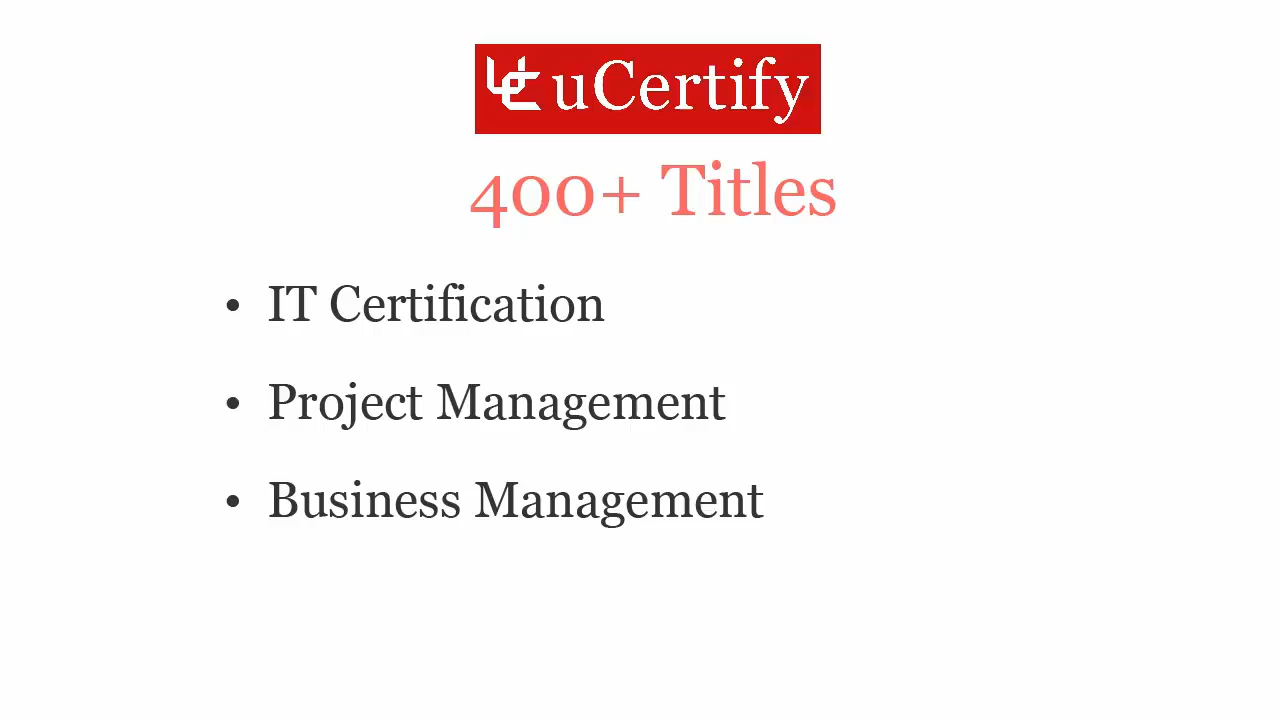 uCertify
400+ Titles
• IT Certification
• Project Management
• Business Management